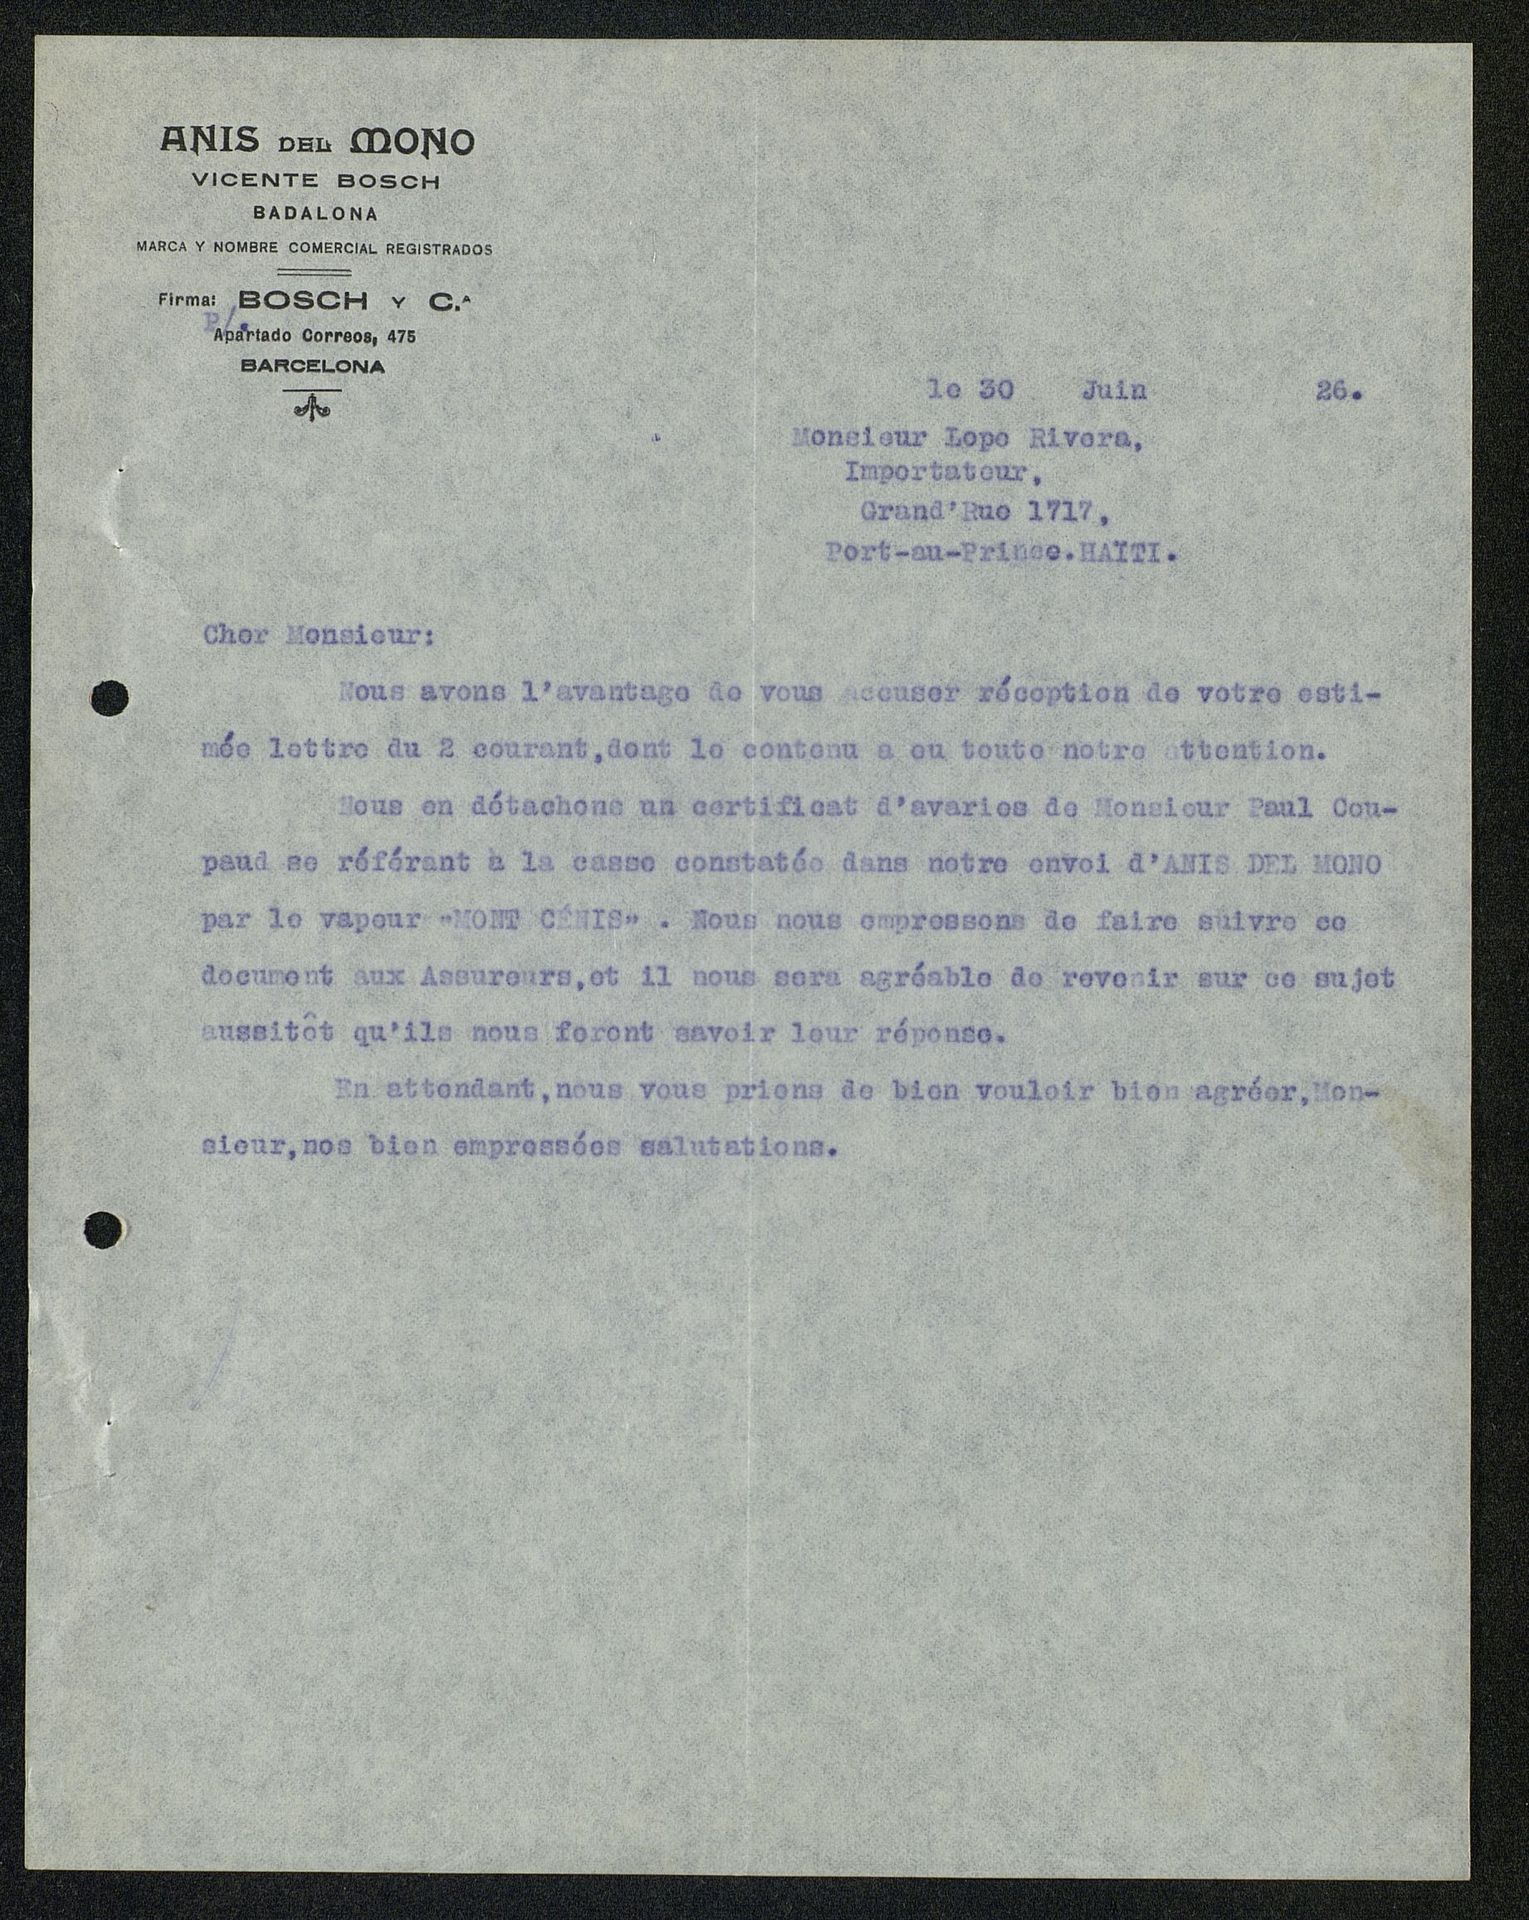 ANIS DEL MONO
VICENTE BOSCH
BADALONA
MARCA Y NOMBRE COMERCIAL REGISTRADOS
Firma: BOSCH Y C.ᴬ
P/.
Apartado Correos, 475
BARCELONA
le 30 Juin 26.
Monsieur Lope Rivera,
Importateur,
Grand'Rue 1717,
Port-au-Prince.HAÏTI.
Cher Monsieur:
Nous avons l'avantage de vous accuser réception de votre esti-
mée lettre du 2 courant,dont le contenu a eu toute notre attention.
Nous en détachons un certificat d'avaries de Monsieur Paul Cou-
paud se référant à la casse constatée dans notre envoi d'ANIS DEL MONO
par le vapeur "MONT CÉNIS" . Nous nous empressons de faire suivre ce
document aux Assureurs,et il nous sera agréable de revenir sur ce sujet
aussitôt qu'ils nous feront savoir leur réponse.
En attendant,nous vous prions de bien vouloir bien agréer,Mon-
sieur,nos bien empressées salutations.